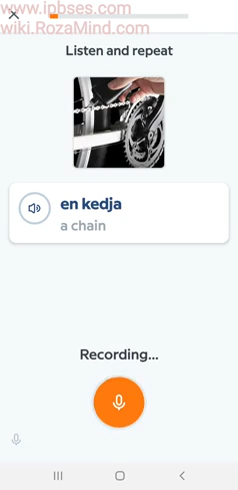 www.ipbses.com
wiki.RozaMind.com
Listen and repeat
en kedja
a chain
Recording...